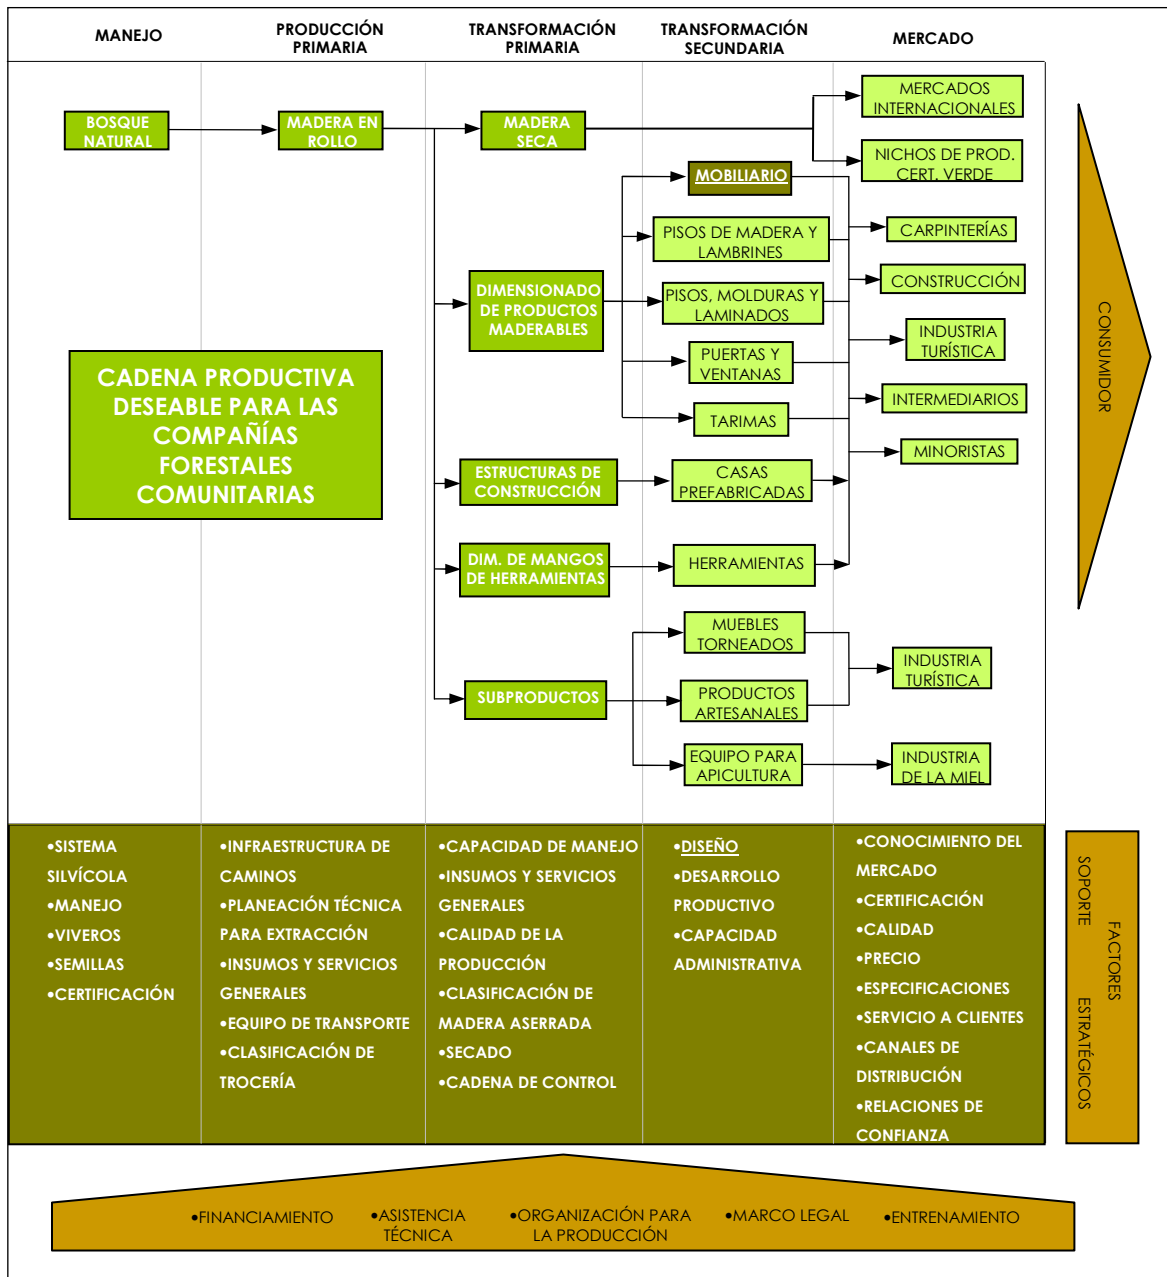 MANEJO
PRODUCCIÓN
PRIMARIA
TRANSFORMACIÓN
PRIMARIA
TRANSFORMACIÓN
SECUNDARIA
MERCADO
BOSQUE
NATURAL
MADERA EN
ROLLO
MADERA
SECA
MERCADOS
INTERNACIONALES
NICHOS DE PROD.
CERT. VERDE
MOBILIARIO
PISOS DE MADERA Y
LAMBRINES
CARPINTERÍAS
DIMENSIONADO
DE PRODUCTOS
MADERABLES
PISOS, MOLDURAS Y
LAMINADOS
CONSTRUCCIÓN
PUERTAS Y
VENTANAS
INDUSTRIA
TURÍSTICA
TARIMAS
INTERMEDIARIOS
MINORISTAS
CADENA PRODUCTIVA
DESEABLE PARA LAS
COMPAÑÍAS
FORESTALES
COMUNITARIAS
ESTRUCTURAS DE
CONSTRUCCIÓN
CASAS
PREFABRICADAS
DIM. DE MANGOS
DE HERRAMIENTAS
HERRAMIENTAS
SUBPRODUCTOS
MUEBLES
TORNEADOS
PRODUCTOS
ARTESANALES
INDUSTRIA
TURÍSTICA
EQUIPO PARA
APICULTURA
INDUSTRIA
DE LA MIEL
CONSUMIDOR
•SISTEMA
SILVÍCOLA
•MANEJO
•VIVEROS
•SEMILLAS
•CERTIFICACIÓN
•INFRAESTRUCTURA DE
CAMINOS
•PLANEACIÓN TÉCNICA
PARA EXTRACCIÓN
•INSUMOS Y SERVICIOS
GENERALES
•EQUIPO DE TRANSPORTE
•CLASIFICACIÓN DE
TROCERÍA
•CAPACIDAD DE MANEJO
•INSUMOS Y SERVICIOS
GENERALES
•CALIDAD DE LA
PRODUCCIÓN
•CLASIFICACIÓN DE
MADERA ASERRADA
•SECADO
•CADENA DE CONTROL
•DISEÑO
•DESARROLLO
PRODUCTIVO
•CAPACIDAD
ADMINISTRATIVA
•CONOCIMIENTO DEL
MERCADO
•CERTIFICACIÓN
•CALIDAD
•PRECIO
•ESPECIFICACIONES
•SERVICIO A CLIENTES
•CANALES DE
DISTRIBUCIÓN
•RELACIONES DE
CONFIANZA
FACTORES
SOPORTE ESTRATÉGICOS
•FINANCIAMIENTO
•ASISTENCIA
TÉCNICA
•ORGANIZACIÓN PARA
LA PRODUCCIÓN
•MARCO LEGAL
•ENTRENAMIENTO